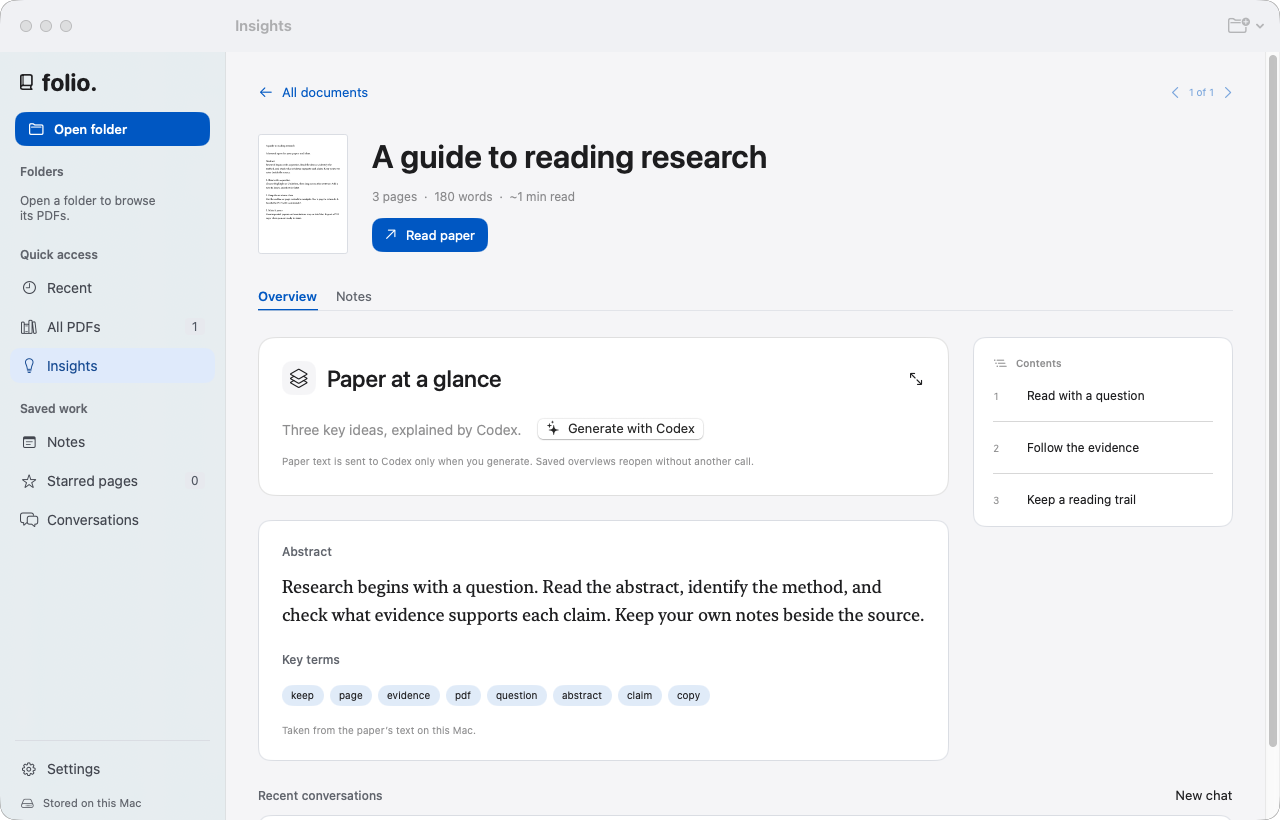 Insights
folio.
Open folder
Folders
Open a folder to browse
its PDFs.
Quick access
Recent
All PDFs 1
Insights
Saved work
Notes
Starred pages 0
Conversations
Settings
Stored on this Mac
All documents
1 of 1
A guide to reading research
3 pages · 180 words · ~1 min read
Read paper
Overview Notes
Paper at a glance
Three key ideas, explained by Codex. Generate with Codex
Paper text is sent to Codex only when you generate. Saved overviews reopen without another call.
Contents
1 Read with a question
2 Follow the evidence
3 Keep a reading trail
Abstract
Research begins with a question. Read the abstract, identify the method, and
check what evidence supports each claim. Keep your own notes beside the source.
Key terms
keep page evidence pdf question abstract claim copy
Taken from the paper's text on this Mac.
Recent conversations New chat